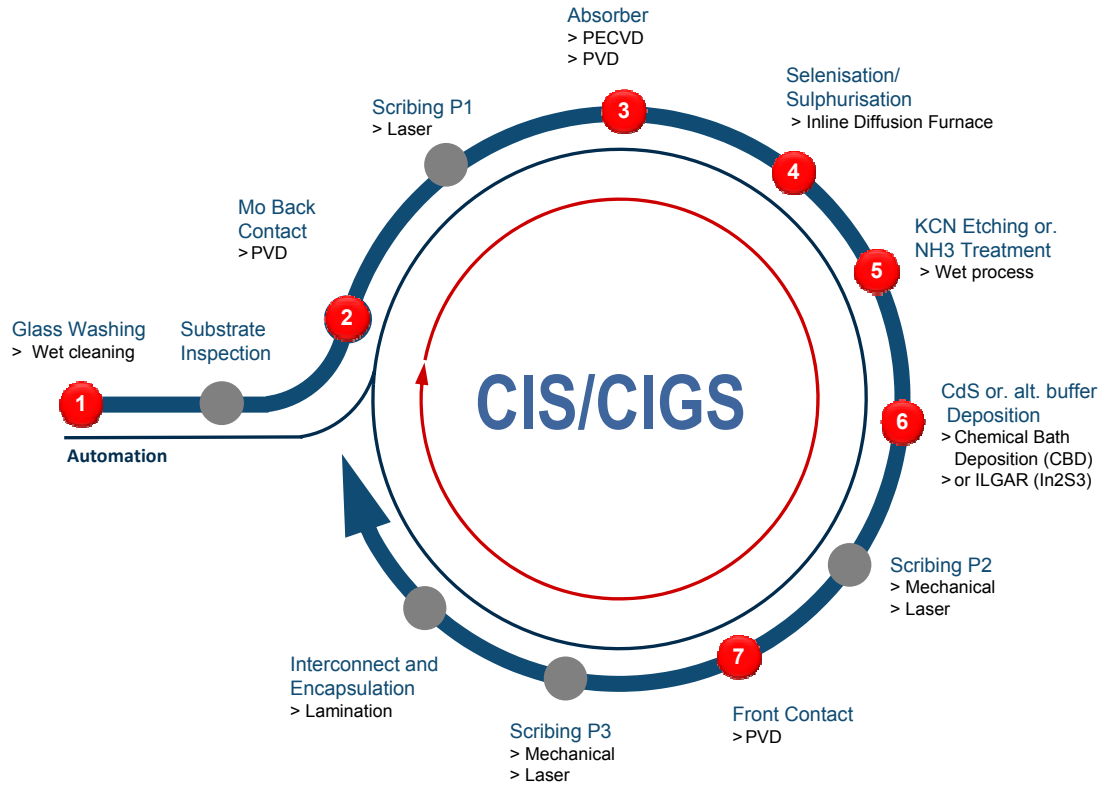 Absorber
> PECVD
> PVD
Selenisation/
Sulphurisation
> Inline Diffusion Furnace
Scribing P1
> Laser
3
4
Mo Back
Contact
>PVD
KCN Etching or.
NH3 Treatment
> Wet process
5
2
Glass Washing
> Wet cleaning
Substrate
Inspection
1
Automation
CIS/CIGS
CdS or. alt. buffer
Deposition
> Chemical Bath
Deposition (CBD)
> or ILGAR (In2S3)
6
Scribing P2
> Mechanical
> Laser
7
Front Contact
>PVD
Scribing P3
> Mechanical
> Laser
Interconnect and
Encapsulation
> Lamination